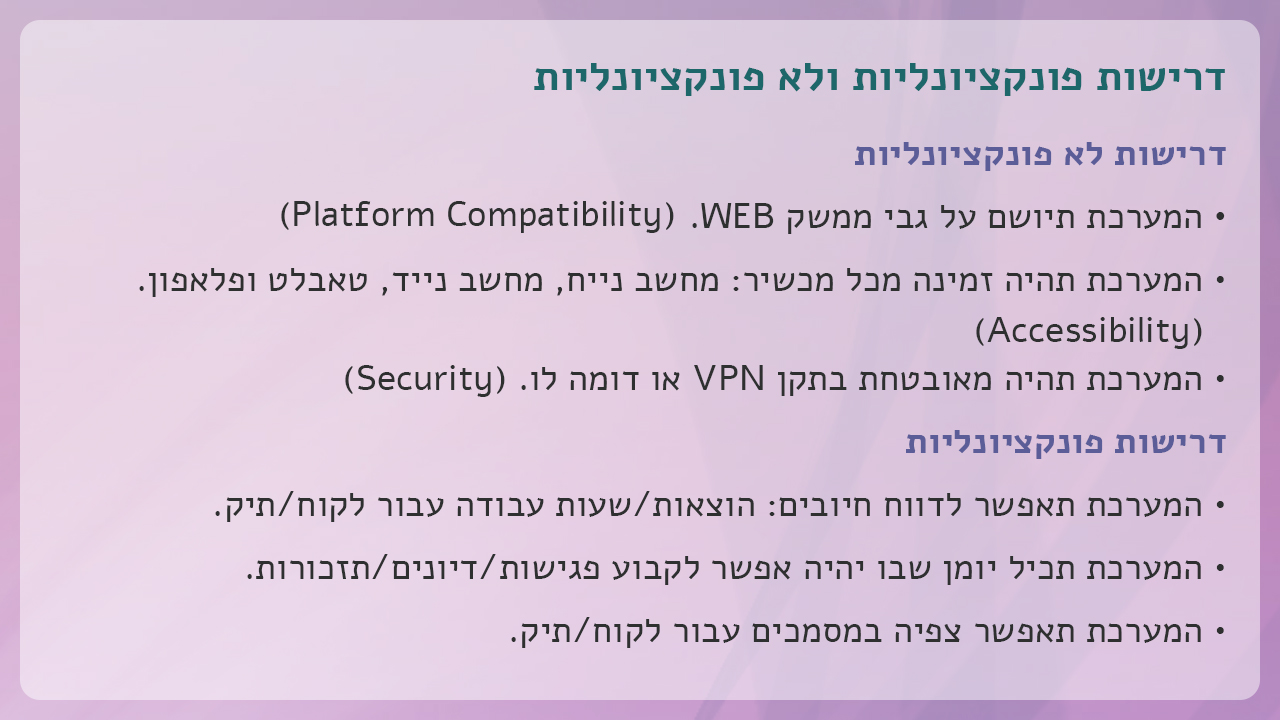 דרישות פונקציונליות ולא פונקציונליות
דרישות לא פונקציונליות
• המערכת תיושם על גבי ממשק WEB. (Platform Compatibility)
• המערכת תהיה זמינה מכל מכשיר: מחשב נייח, מחשב נייד, טאבלט ופלאפון.
(Accessibility)
• המערכת תהיה מאובטחת בתקן VPN או דומה לו. (Security)
דרישות פונקציונליות
• המערכת תאפשר לדווח חיובים: הוצאות/שעות עבודה עבור לקוח/תיק.
• המערכת תכיל יומן שבו יהיה אפשר לקבוע פגישות/דיונים/תזכורות.
• המערכת תאפשר צפיה במסמכים עבור לקוח/תיק.